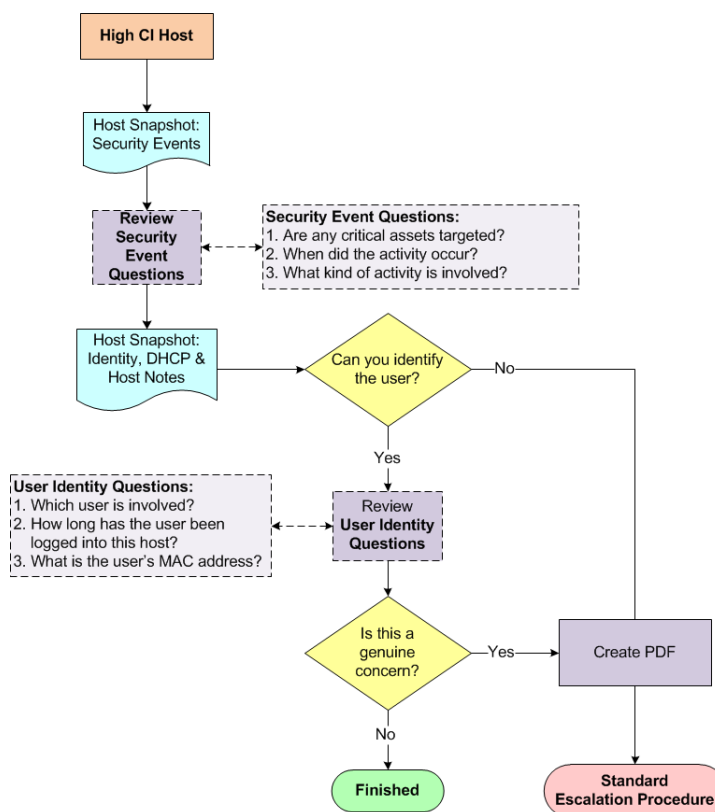 High CI Host
Host Snapshot:
Security Events
Review
Security
Event
Questions
Security Event Questions:
1. Are any critical assets targeted?
2. When did the activity occur?
3. What kind of activity is involved?
Host Snapshot:
Identity, DHCP &
Host Notes
Can you identify
the user?
No
Yes
User Identity Questions:
1. Which user is involved?
2. How long has the user been
logged into this host?
3. What is the user's MAC address?
Review
User Identity
Questions
Is this a
genuine
concern?
Yes
Create PDF
No
Finished
Standard
Escalation Procedure